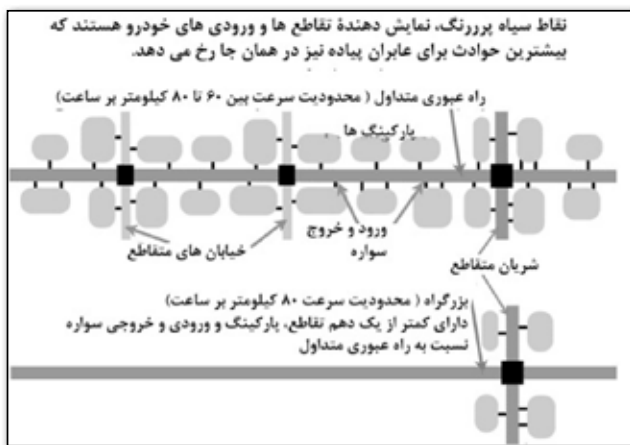 نقاط سیاه پررنگ، نمایش دهندهٔ تقاطع ها و ورودی های خودرو هستند که
بیشترین حوادث برای عابران پیاده نیز در همان جا رخ می دهد.
راه عبوری متداول ( محدودیت سرعت بین ۶۰ تا ۸۰ کیلومتر بر ساعت)
پارکینگ ها
ورود و خروج
سواره
خیابان های متقاطع
شریان متقاطع
بزرگراه ( محدودیت سرعت ۸۰ کیلومتر بر ساعت)
دارای کمتر از یک دهم تقاطع، پارکینگ و ورودی و خروجی سواره
نسبت به راه عبوری متداول